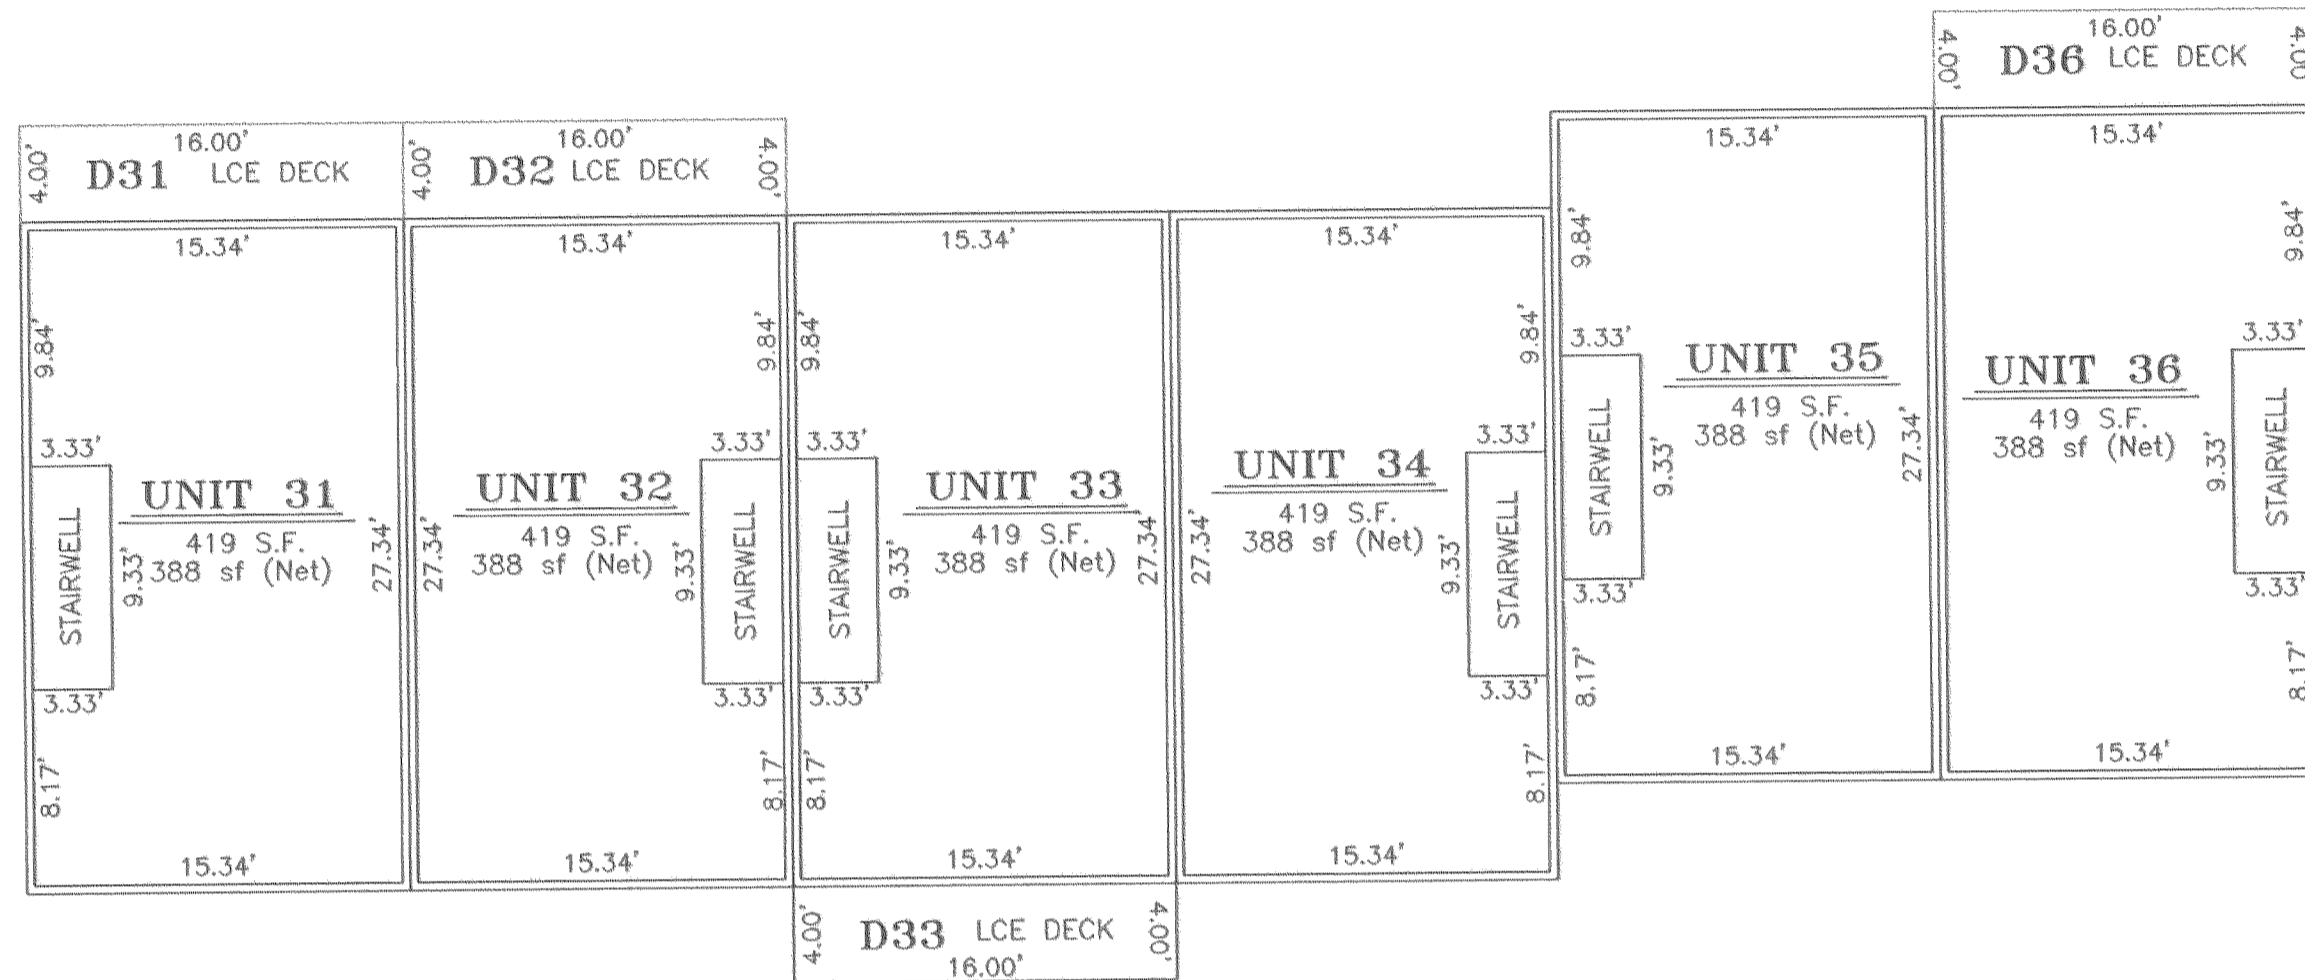 16.00'
4.00'
D36 LCE DECK
4.00'
16.00'
4.00'
D31 LCE DECK
16.00'
4.00'
D32 LCE DECK
4.00'
15.34'
9.84'
3.33'
STAIRWELL
9.33'
3.33'
8.17'
UNIT 31
419 S.F.
388 sf (Net)
27.34'
15.34'
15.34'
9.84'
27.34'
UNIT 32
419 S.F.
388 sf (Net)
3.33'
9.33'
STAIRWELL
3.33'
8.17'
15.34'
15.34'
9.84'
3.33'
STAIRWELL
9.33'
3.33'
8.17'
UNIT 33
419 S.F.
388 sf (Net)
27.34'
15.34'
4.00'
D33 LCE DECK
4.00'
16.00'
15.34'
9.84'
27.34'
UNIT 34
419 S.F.
388 sf (Net)
3.33'
9.33'
STAIRWELL
3.33'
8.17'
15.34'
15.34'
9.84'
3.33'
STAIRWELL
9.33'
3.33'
8.17'
UNIT 35
419 S.F.
388 sf (Net)
27.34'
15.34'
15.34'
9.84'
UNIT 36
419 S.F.
388 sf (Net)
3.33'
9.33'
STAIRWELL
3.33'
8.17'
15.34'